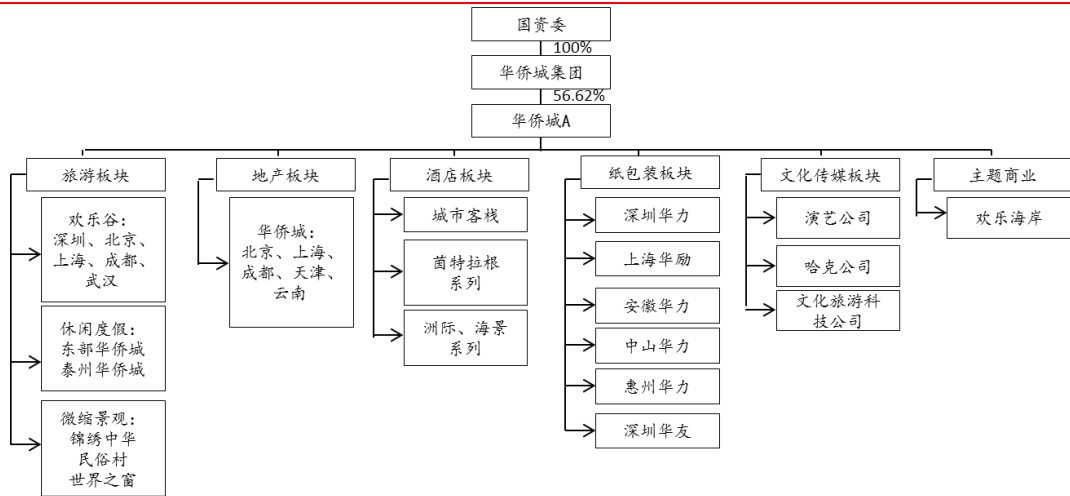 国资委
100%
华侨城集团
56.62%
华侨城A
旅游板块
地产板块
酒店板块
纸包装板块
文化传媒板块
主题商业
欢乐谷：
深圳、北京、
上海、成都、
武汉
休闲度假：
东部华侨城
泰州华侨城
微缩景观：
锦绣中华
民俗村
世界之窗
华侨城：
北京、上海、
成都、天津、
云南
城市客栈
茵特拉根
系列
洲际、海景
系列
深圳华力
上海华励
安徽华力
中山华力
惠州华力
深圳华友
演艺公司
哈克公司
文化旅游科
技公司
欢乐海岸